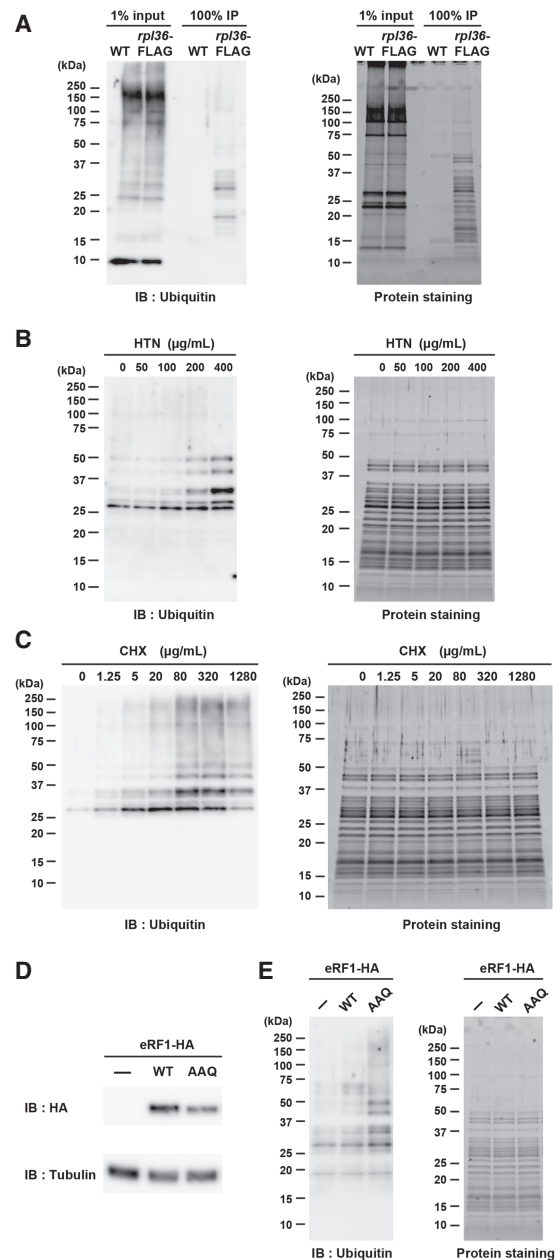 A
1% input 100% IP
rpl36- rpl36-
WT FLAG WT FLAG
(kDa)
250
150
100
75
50
37
25
20
15
10
IB : Ubiquitin
1% input 100% IP
rpl36- rpl36-
WT FLAG WT FLAG
(kDa)
250
150
100
75
50
37
25
20
15
10
Protein staining
B
HTN (µg/mL)
0 50 100 200 400
(kDa)
250
150
100
75
50
37
25
20
15
10
IB : Ubiquitin
HTN (µg/mL)
0 50 100 200 400
(kDa)
250
150
100
75
50
37
25
20
15
10
Protein staining
C
CHX (µg/mL)
0 1.25 5 20 80 320 1280
(kDa)
250
150
100
75
50
37
25
20
15
10
IB : Ubiquitin
CHX (µg/mL)
0 1.25 5 20 80 320 1280
(kDa)
250
150
100
75
50
37
25
20
15
10
Protein staining
D
eRF1-HA
— WT AAQ
IB : HA
IB : Tubulin
E
eRF1-HA
— WT AAQ
(kDa)
250
150
100
75
50
37
25
20
15
10
IB : Ubiquitin
eRF1-HA
— WT AAQ
(kDa)
250
150
100
75
50
37
25
20
15
10
Protein staining